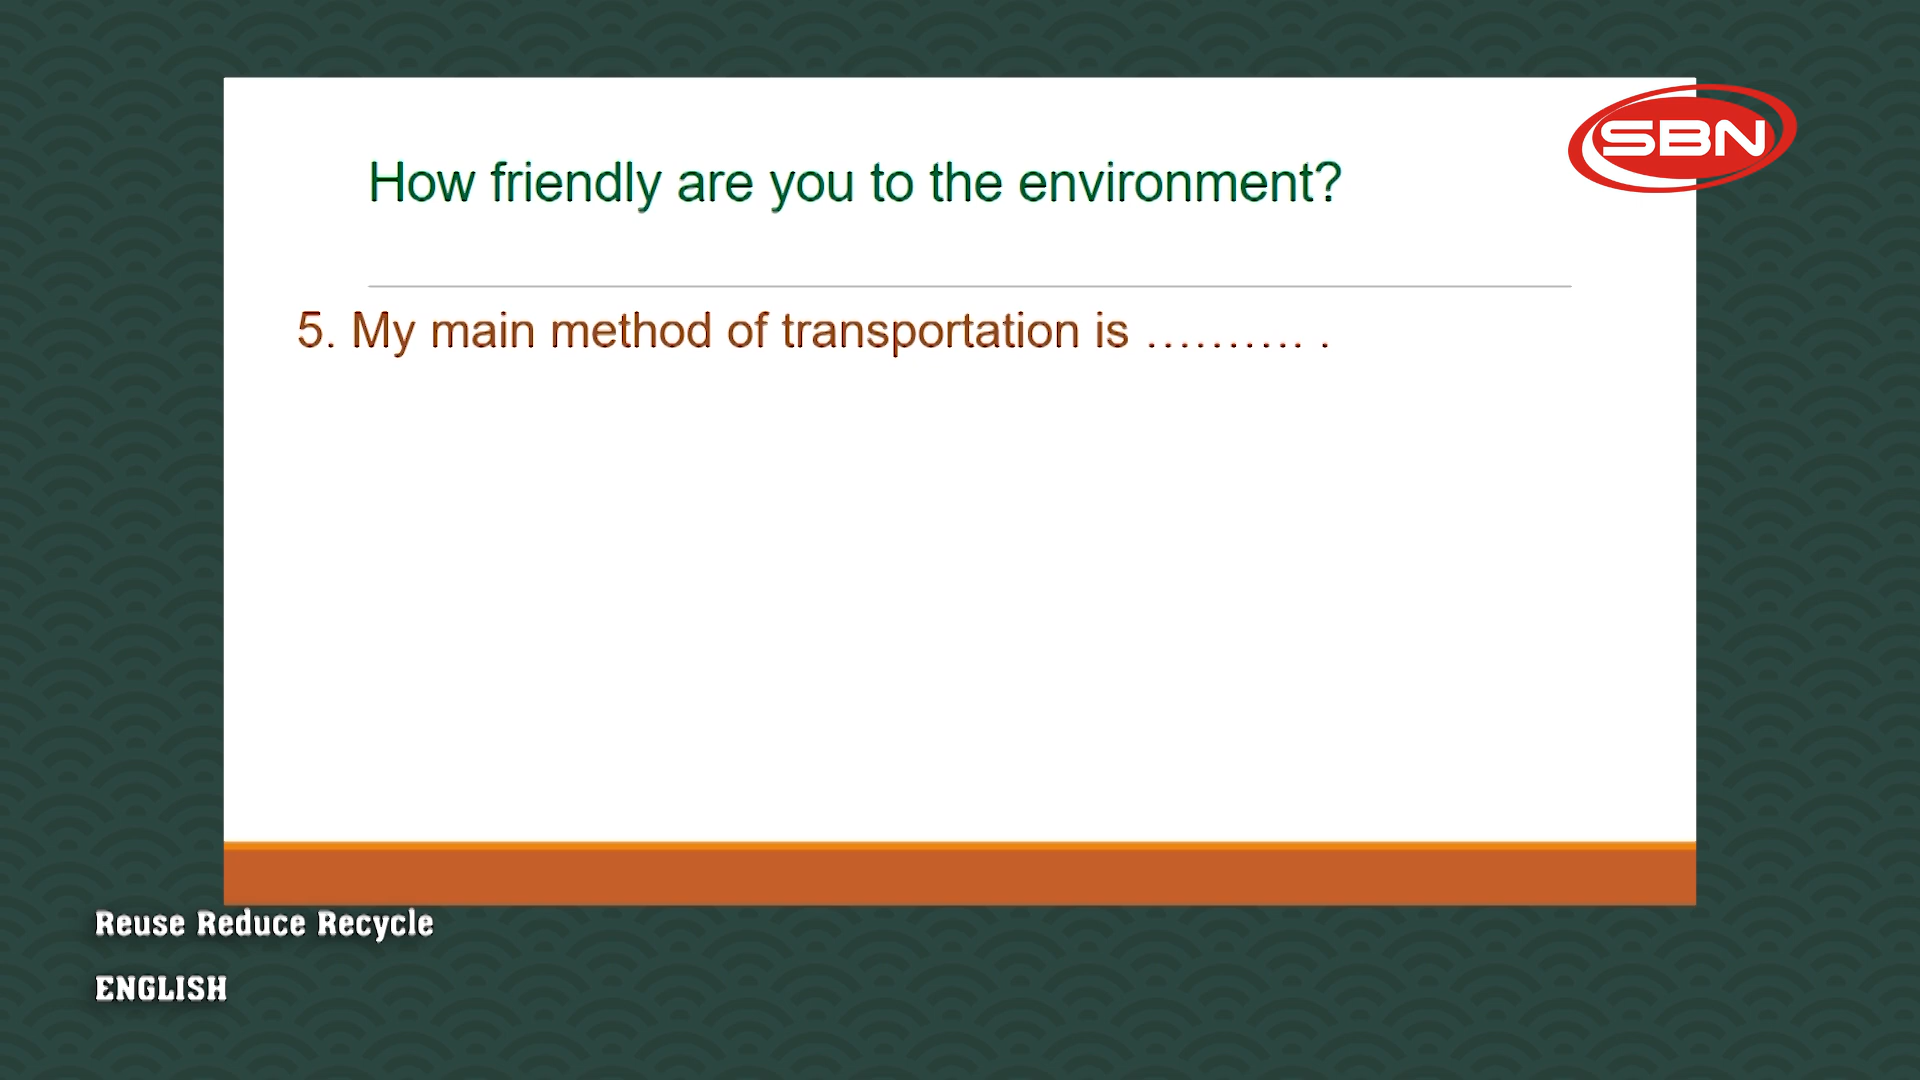 SBN
How friendly are you to the environment?
5. My main method of transportation is .......... .
Reuse Reduce Recycle
ENGLISH